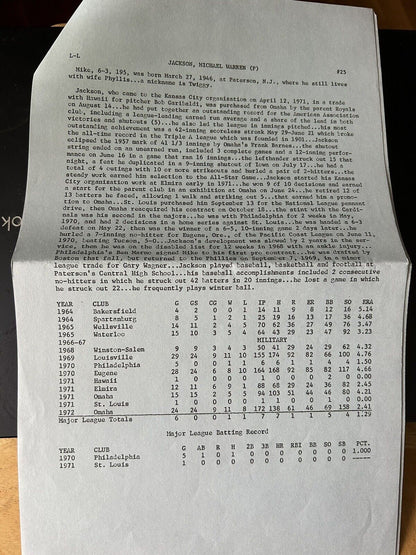 L-L
JACKSON, MICHAEL WARREN (P) #25
Mike, 6-3, 195, was born March 27, 1946, at Paterson, N.J., where he still lives
with wife Phyllis...a nickname is Twiggy.
Jackson, who came to the Kansas City organization on April 12, 1971, in a trade
with Hawaii for pitcher Bob Garibaldi, was purchased from Omaha by the parent Royals
on August 14...he had put together an outstanding record for the American Association
club, including a league-leading earned run average and a share of the lead in both
victories and shutouts (5)...he also led the league in innings pitched...his most
outstanding achievement was a 42-inning scoreless streak May 29-June 21 which broke
the all-time record in the Triple A league which was founded in 1901...Jackson
eclipsed the 1957 mark of 41 1/3 innings by Omaha's Frank Barnes...the shutout
string ended on an unearned run, included 3 complete games and a 12-inning perfor-
mance on June 16 in a game that ran 16 innings...the lefthander struck out 15 that
night, a feat he duplicated in a 9-inning shutout of Iowa on July 17...he had a
total of 4 outings with 10 or more strikeouts and hurled a pair of 2-hitters...the
steady work earned him selection to the All-Star Game...Jackson started his Kansas
City organization work at Elmira early in 1971...he won 9 of 10 decisions and earned
a start for the parent club in an exhibition at Omaha on June 24...he retired 12 of
13 batters he faced, allowing 1 walk and striking out 5...that earned him a promo-
tion to Omaha...St. Louis purchased him September 13 for the National League pennant
drive, then Omaha reacquired his contract on October 21...his stint with the Cardi-
nals was his second in the majors...he was with Philadelphia for 2 weeks in May,
1970, and had 2 decisions in a home series against St. Louis...he was handed a 6-3
defeat on May 22, then was the winner of a 6-5, 10-inning game 2 days later...he
hurled a 7-inning no-hitter for Eugene, Ore., of the Pacific Coast League on June 11,
1970, beating Tucson, 5-0...Jackson's development was slowed by 2 years in the ser-
vice, then he was on the disabled list for 12 weeks in 1968 with an ankle injury...
Philadelphia's Ben Marmo signed Mike to his first pro contract...he was drafted by
Boston that fall, but returned to the Phillies on September 7, 1969, in a
league trade for Gary Wagner...Jackson played baseball, basketball and football at
Paterson's Central High School...his baseball accomplishments included 2 consecutive
no-hitters in which he struck out 42 batters in 20 innings...he lost a game in which
he struck out 22...he frequently plays winter ball.
YEAR CLUB G GS CG W L IP H R ER BB SO ERA
1964 Bakersfield 4 2 0 0 1 14 11 9 8 12 16 5.14
1964 Spartanburg 8 5 1 2 1 25 19 16 13 17 36 4.68
1965 Wellsville 14 11 2 4 5 70 62 36 27 49 76 3.47
1965 Waterloo 15 10 3 5 4 64 43 29 23 47 92 3.23
1966-67 MILITARY
1968 Winston-Salem 9 9 3 4 3 50 41 29 24 29 62 4.32
1969 Louisville 29 24 9 11 10 155 174 92 82 66 100 4.76
1970 Philadelphia 5 0 0 1 1 6 6 1 1 4 4 1.50
1970 Eugene 28 24 6 8 10 164 168 92 85 82 117 4.66
1971 Hawaii 1 0 0 0 0 1 0 0 0 2 0 0.00
1971 Elmira 12 11 6 9 1 88 68 29 24 36 82 2.45
1971 Omaha 15 15 2 5 5 94 103 51 44 46 80 4.21
1971 St. Louis 1 0 0 0 0 1 1 0 0 1 0 0.00
1972 Omaha 24 24 9 11 8 172 138 61 46 69 158 2.41
Major League Totals 6 0 0 1 1 7 7 1 1 5 4 1.29
Major League Batting Record
YEAR CLUB G AB R H 2B 3B HR RBI BB SO SB PCT.
1970 Philadelphia 5 1 0 1 0 0 0 0 0 0 0 1.000
1971 St. Louis 1 0 0 0 0 0 0 0 0 0 0 -----